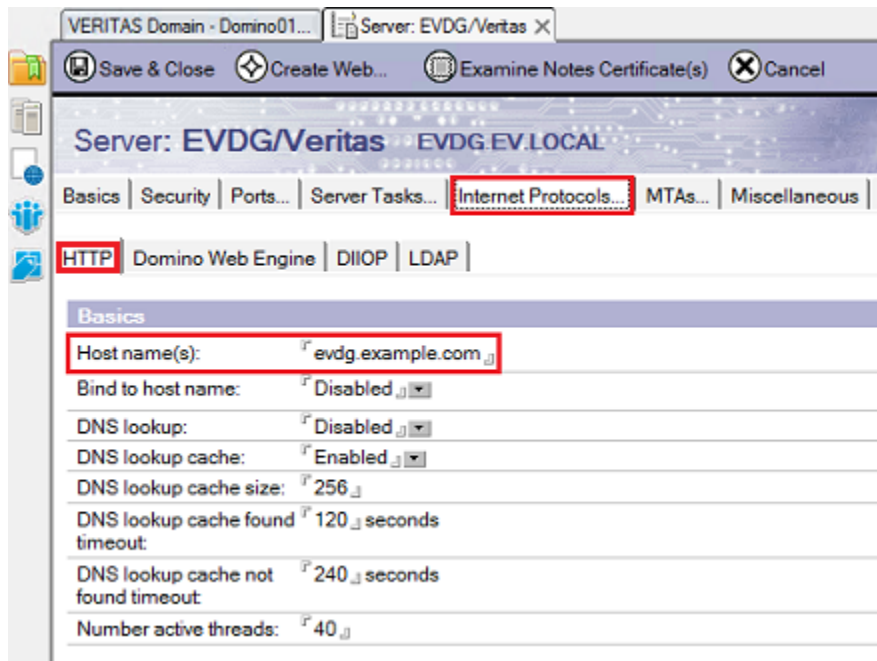 VERITAS Domain - Domino01... Server: EVDG/Veritas
Save & Close Create Web... Examine Notes Certificate(s) Cancel
Server: EVDG/Veritas EVDG.EV.LOCAL
Basics Security Ports... Server Tasks... Internet Protocols... MTAs... Miscellaneous
HTTP Domino Web Engine DIIOP LDAP
Basics
Host name(s): evdg.example.com
Bind to host name: Disabled
DNS lookup: Disabled
DNS lookup cache: Enabled
DNS lookup cache size: 256
DNS lookup cache found 120 seconds
timeout:
DNS lookup cache not 240 seconds
found timeout:
Number active threads: 40